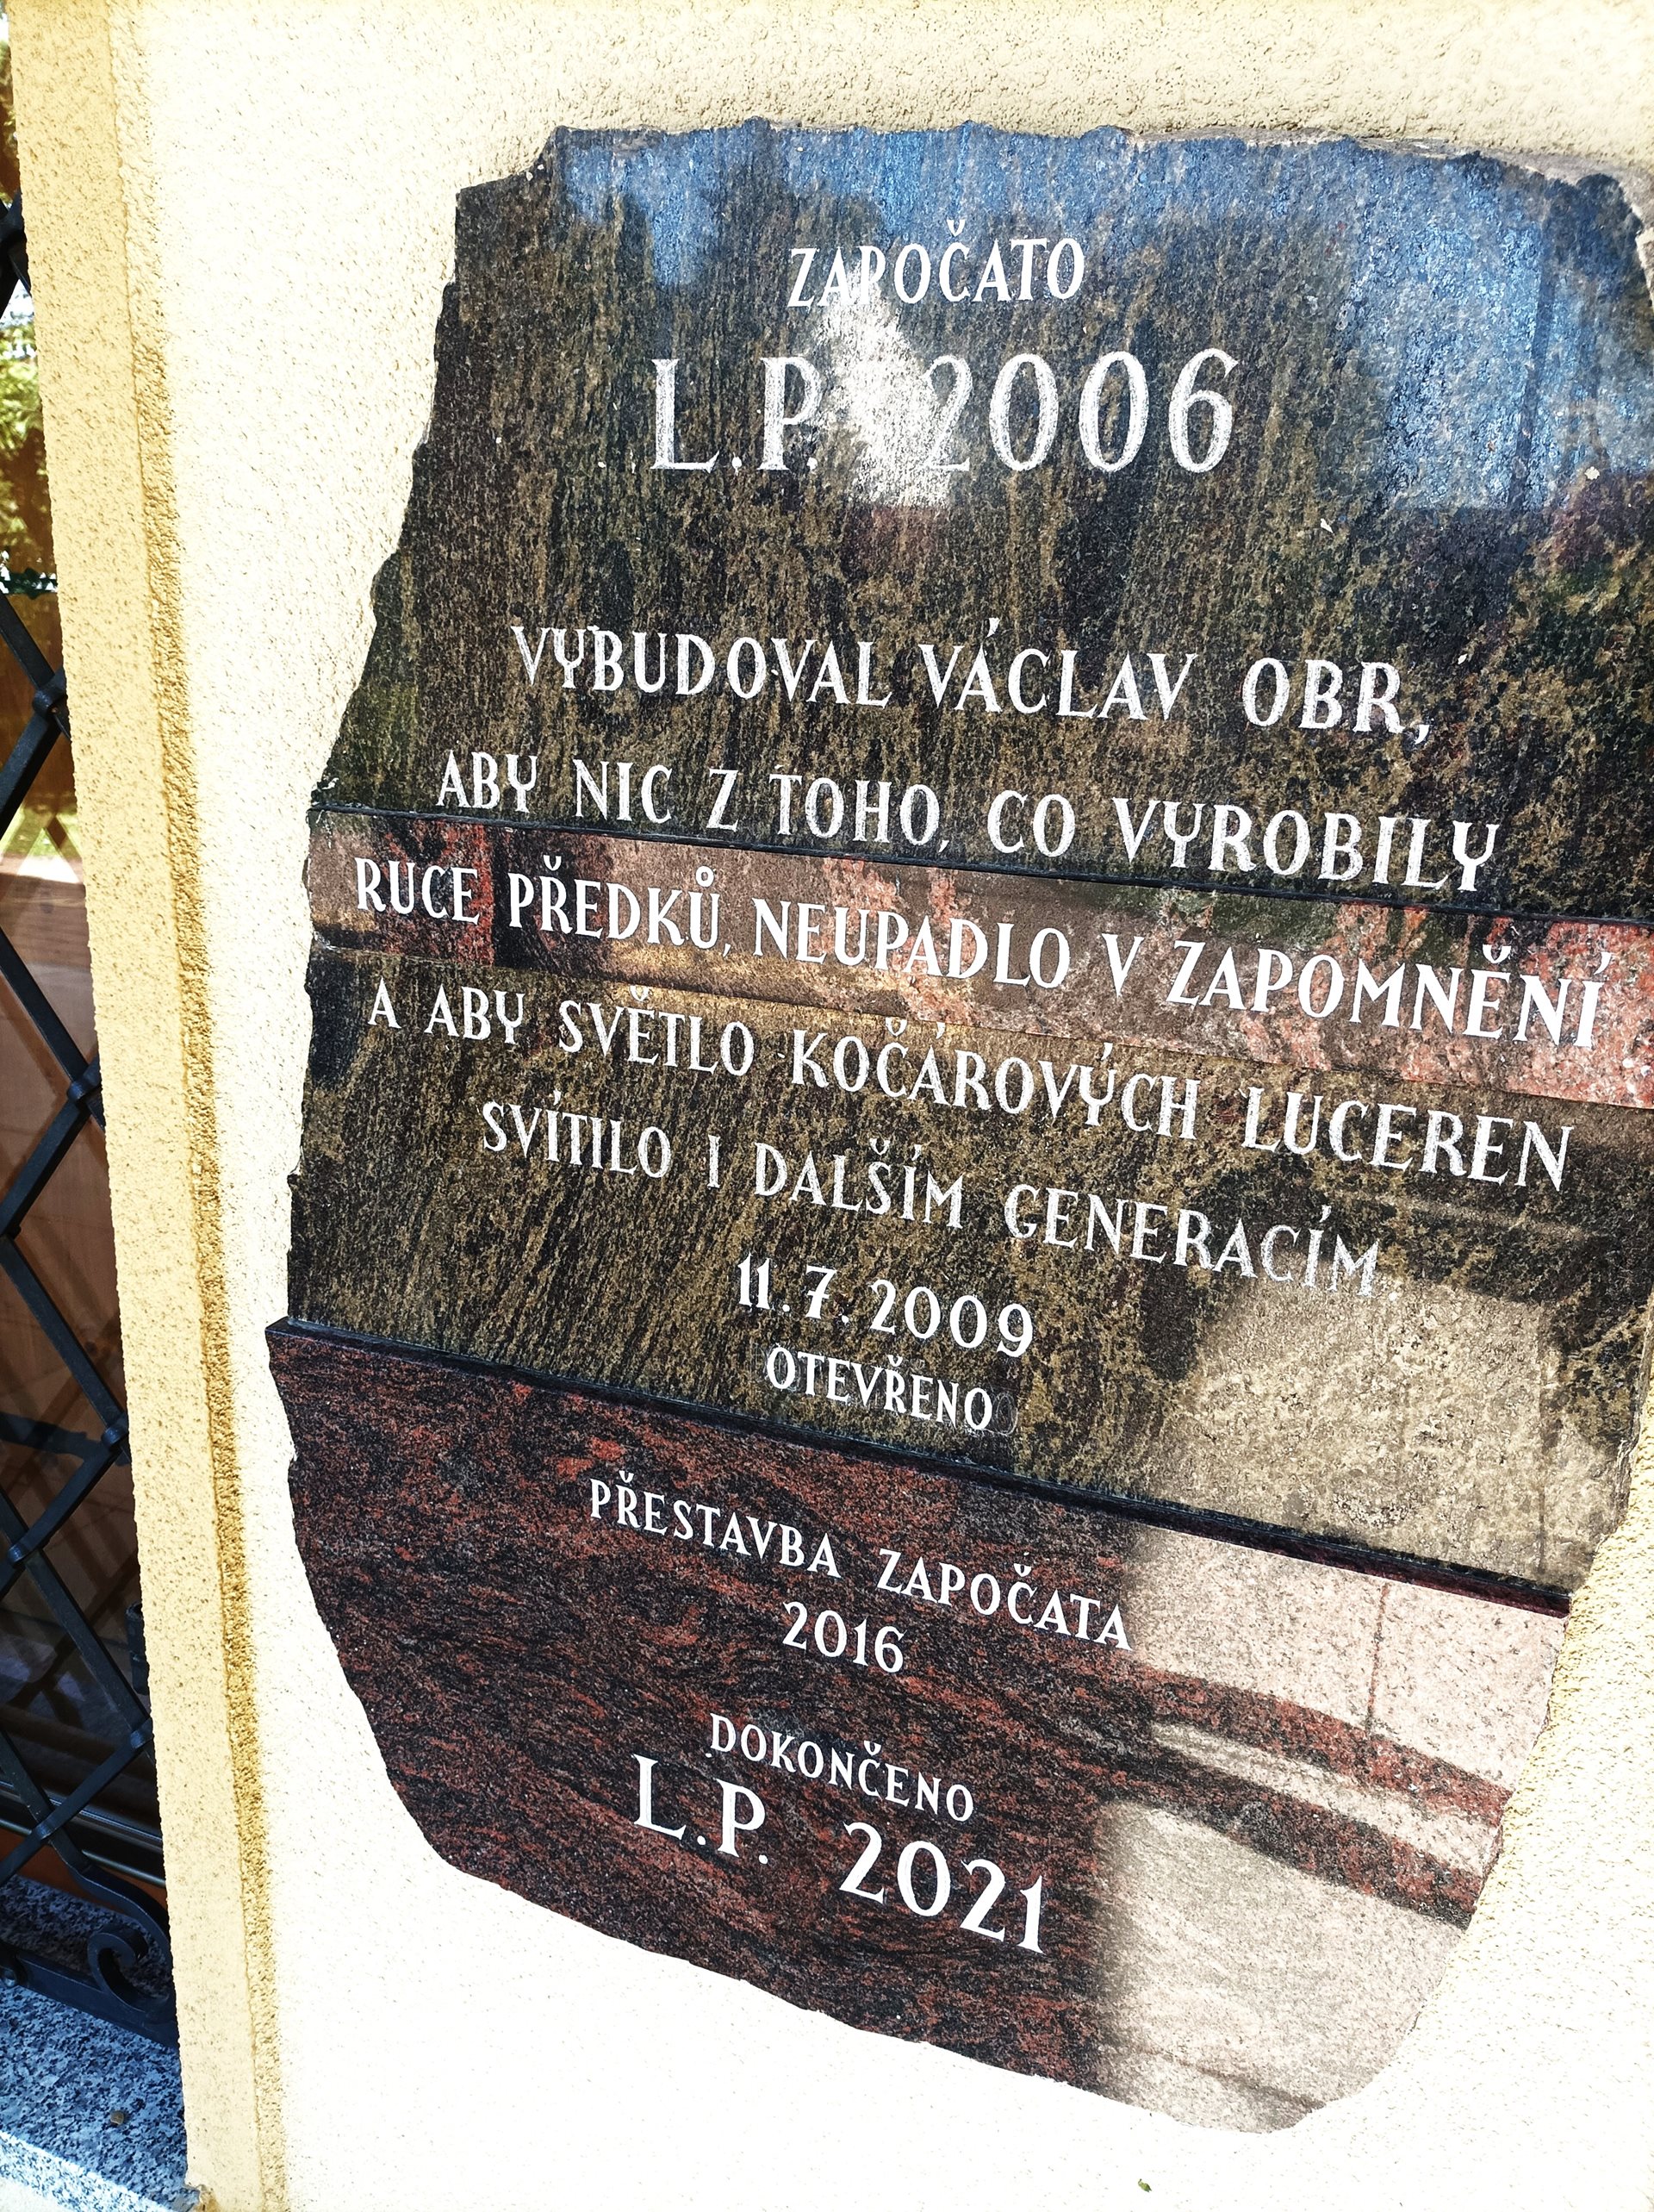 ZAPOČATO
L.P. 2006
VYBUDOVAL VÁCLAV OBR,
ABY NIC Z TOHO, CO VYROBILY
RUCE PŘEDKŮ, NEUPADLO V ZAPOMNĚNÍ
A ABY SVĚTLO KOČÁROVÝCH LUCEREN
SVÍTILO I DALŠÍM GENERACÍM
11.7.2009
OTEVŘENO
PŘESTAVBA ZAPOČATA
2016
DOKONČENO
L.P. 2021